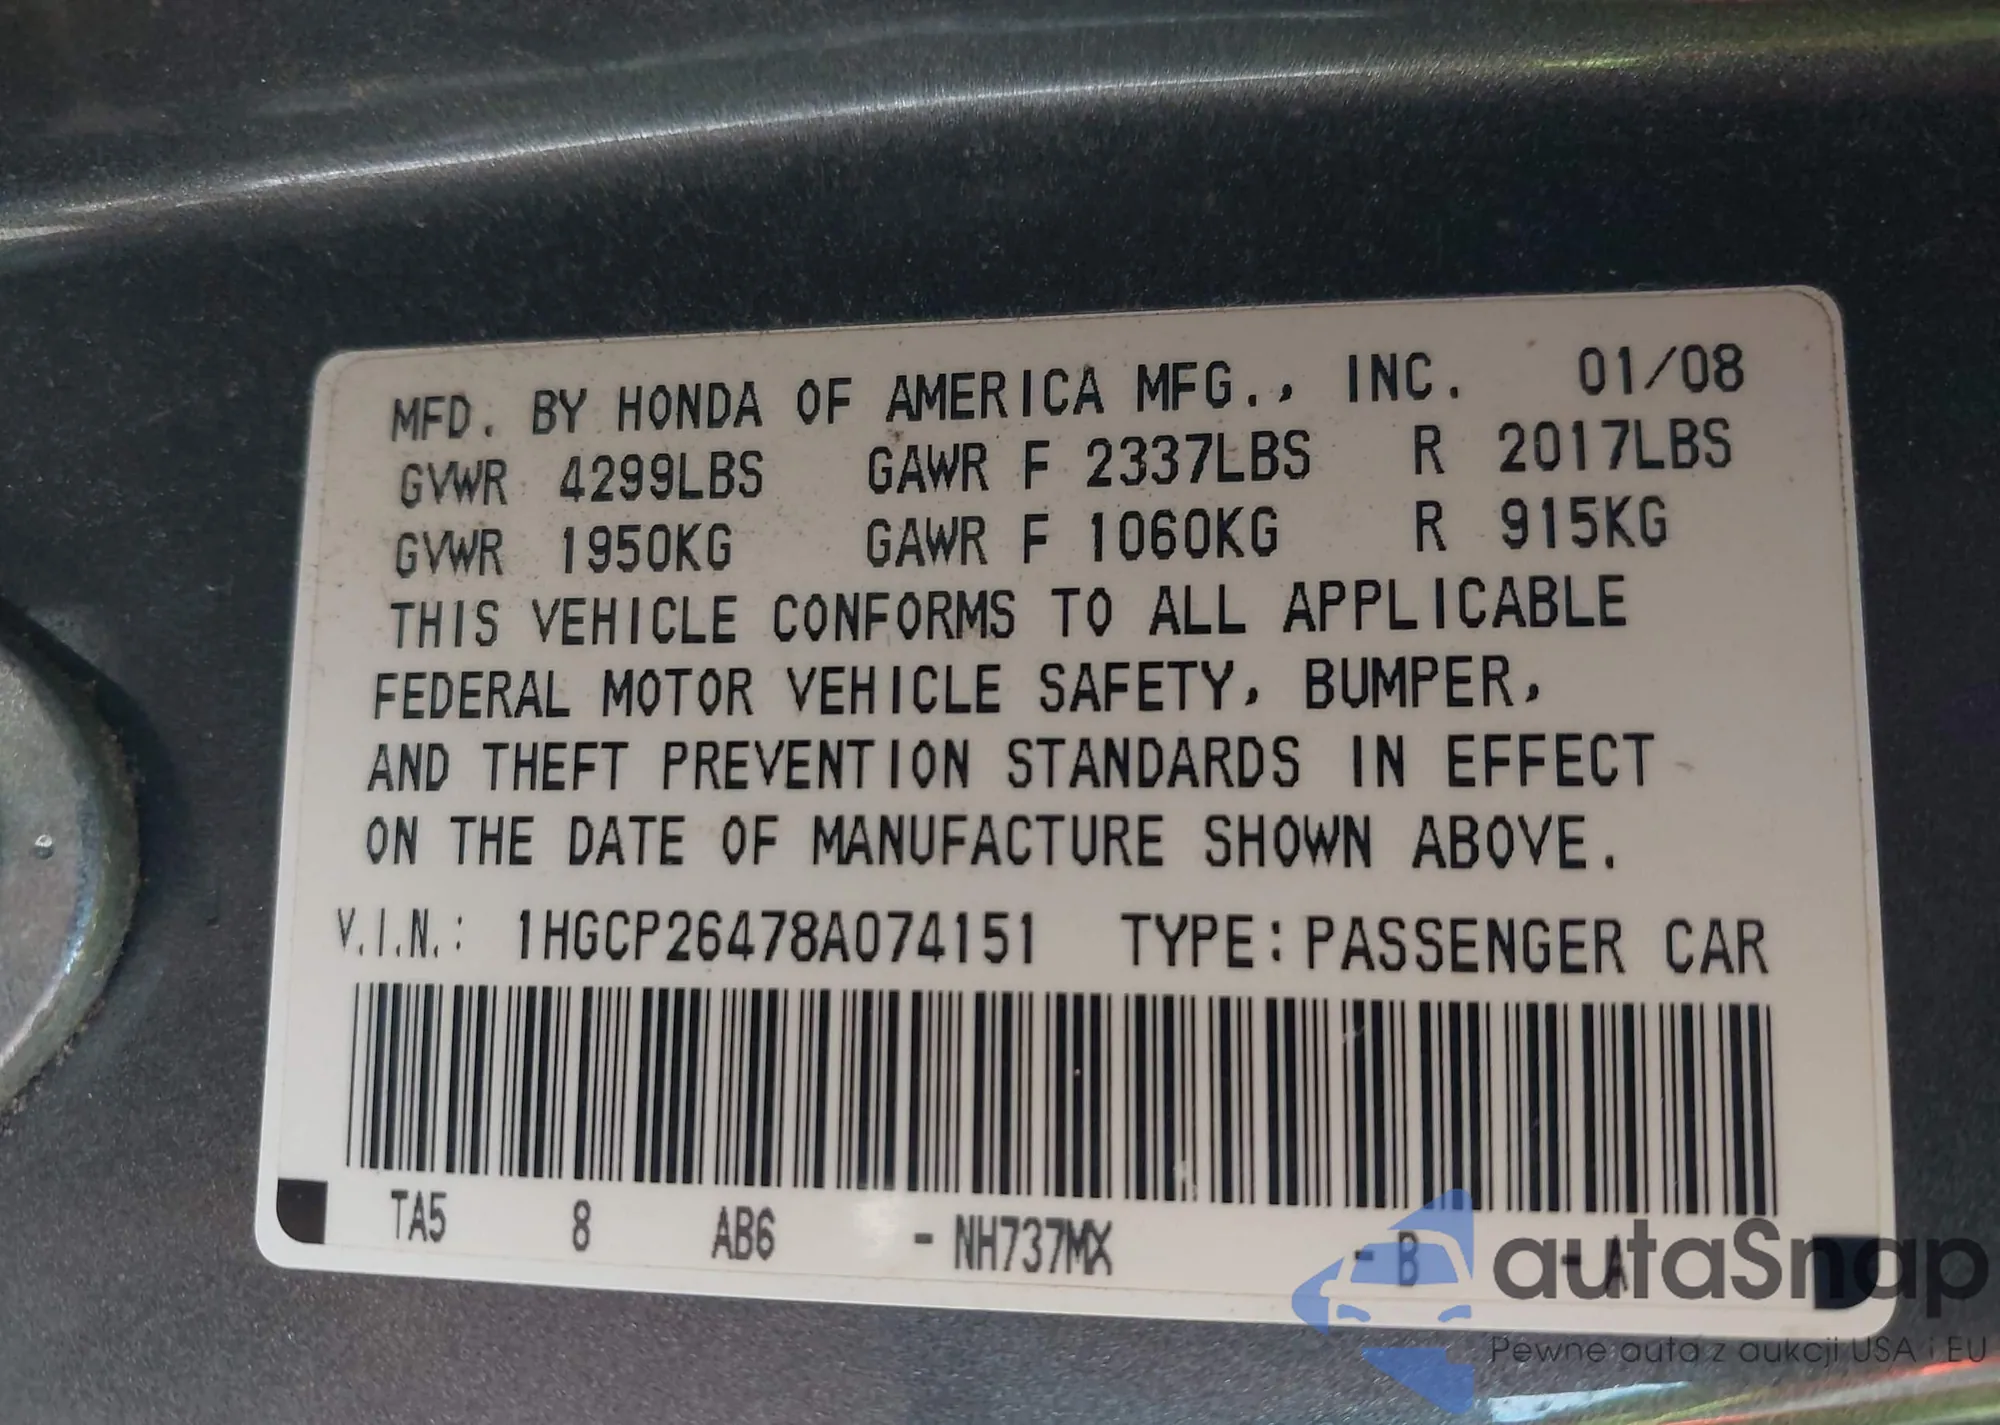 MFD. BY HONDA OF AMERICA MFG., INC. 01/08
GVWR 4299LBS GAWR F 2337LBS R 2017LBS
GVWR 1950KG GAWR F 1060KG R 915KG
THIS VEHICLE CONFORMS TO ALL APPLICABLE
FEDERAL MOTOR VEHICLE SAFETY, BUMPER,
AND THEFT PREVENTION STANDARDS IN EFFECT
ON THE DATE OF MANUFACTURE SHOWN ABOVE.
V.I.N.: 1HGCP26478A074151 TYPE:PASSENGER CAR
TA5 8 AB6 - NH737MX - B - A
autaSnap
Pewne auta z aukcji USA i EU